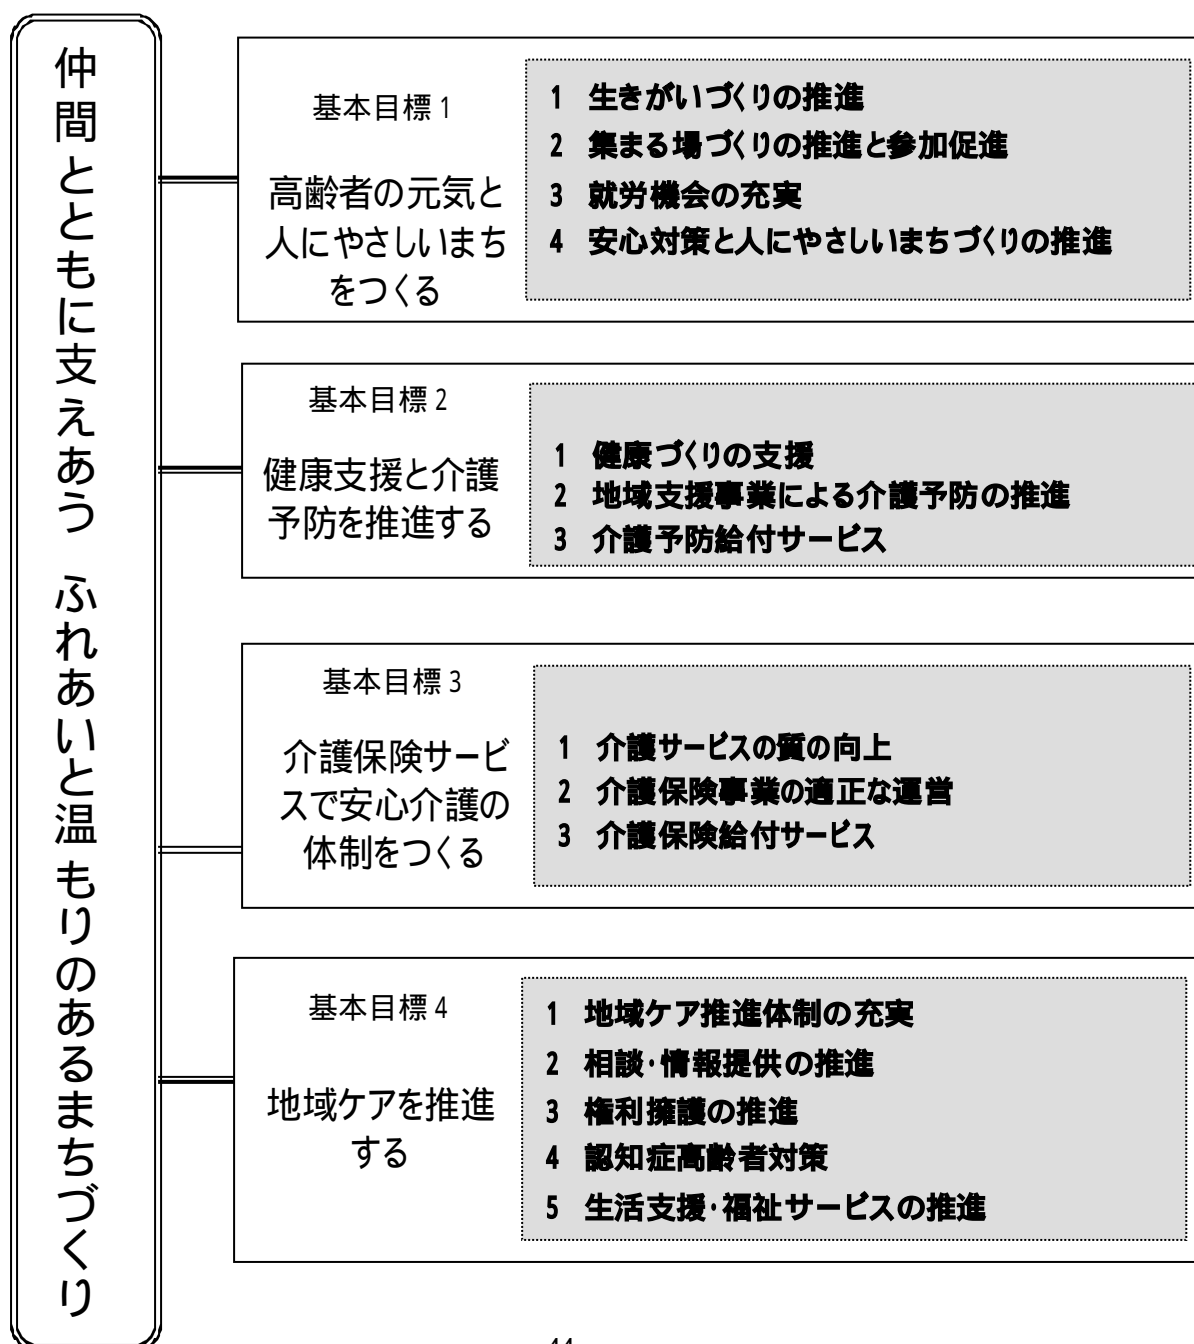 仲間とともに支えあう ふれあいと温もりのあるまちづくり
基本目標1
高齢者の元気と
人にやさしいまち
をつくる
1 生きがいづくりの推進
2 集まる場づくりの推進と参加促進
3 就労機会の充実
4 安心対策と人にやさしいまちづくりの推進
基本目標2
健康支援と介護
予防を推進する
1 健康づくりの支援
2 地域支援事業による介護予防の推進
3 介護予防給付サービス
基本目標3
介護保険サービ
スで安心介護の
体制をつくる
1 介護サービスの質の向上
2 介護保険事業の適正な運営
3 介護保険給付サービス
基本目標4
地域ケアを推進
する
1 地域ケア推進体制の充実
2 相談・情報提供の推進
3 権利擁護の推進
4 認知症高齢者対策
5 生活支援・福祉サービスの推進